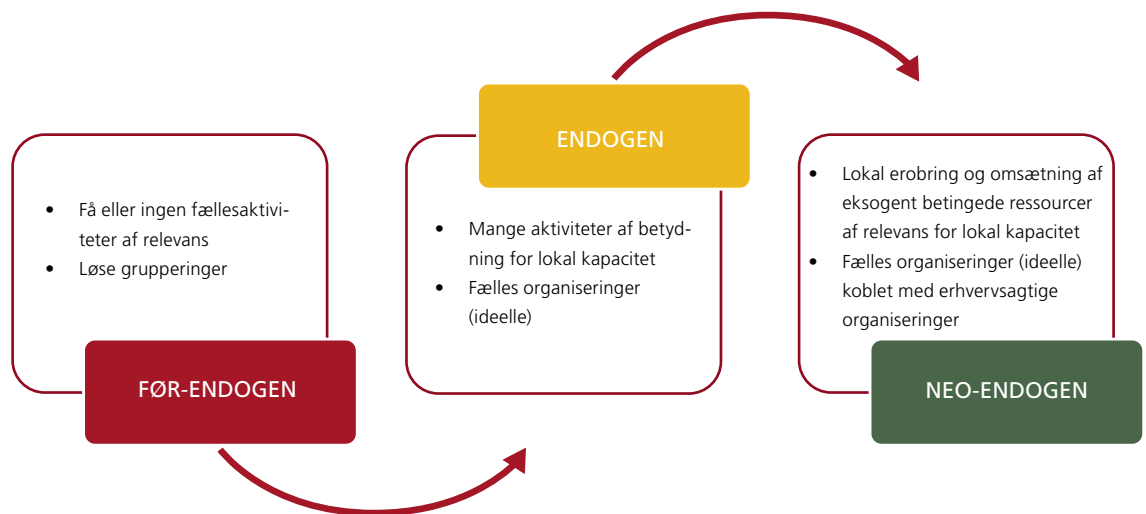 • Få eller ingen fællesaktivi-
teter af relevans
• Løse grupperinger
FØR-ENDOGEN
ENDOGEN
• Mange aktiviteter af betyd-
ning for lokal kapacitet
• Fælles organiseringer
(ideelle)
• Lokal erobring og omsætning af
eksogent betingede ressourcer
af relevans for lokal kapacitet
• Fælles organiseringer (ideelle)
koblet med erhvervsagtige
organiseringer
NEO-ENDOGEN